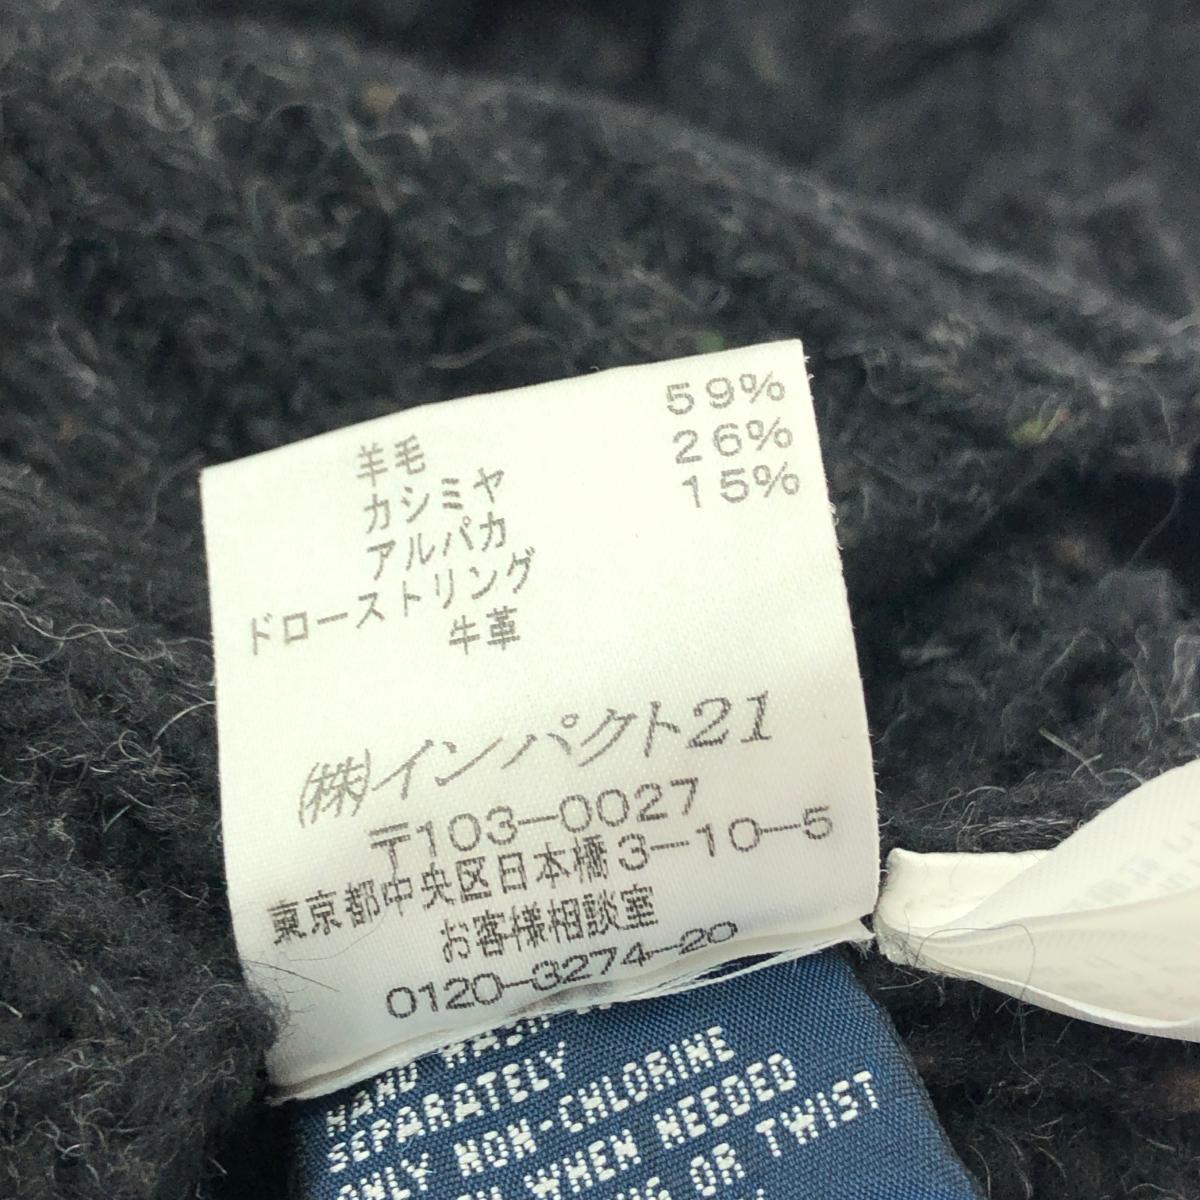 羊毛 59%
カシミヤ 26%
アルパカ 15%
ドローストリング
牛革
(株)インパクト21
〒103-0027
東京都中央区日本橋3-10-5
お客様相談室
0120-3274-20
HAND WASH
SEPARATELY
ONLY NON-CHLORINE
WHEN NEEDED
OR TWIST